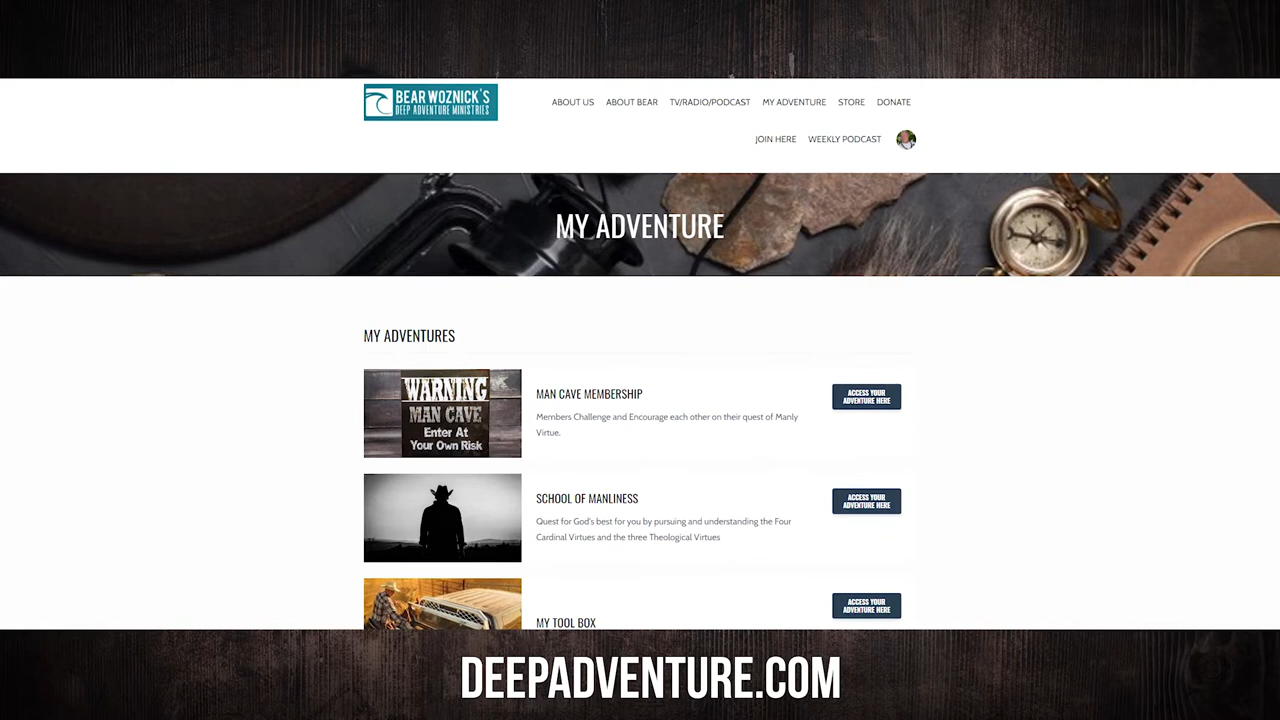 BEAR WOZNICK'S
DEEP ADVENTURE MINISTRIES
ABOUT US
ABOUT BEAR
TV/RADIO/PODCAST
MY ADVENTURE
STORE
DONATE
JOIN HERE
WEEKLY PODCAST
MY ADVENTURE
MY ADVENTURES
WARNING
MAN CAVE
Enter At
Your Own Risk
MAN CAVE MEMBERSHIP
Members Challenge and Encourage each other on their quest of Manly
Virtue.
ACCESS YOUR
ADVENTURE HERE
SCHOOL OF MANLINESS
Quest for God's best for you by pursuing and understanding the Four
Cardinal Virtues and the three Theological Virtues
ACCESS YOUR
ADVENTURE HERE
MY TOOL BOX
ACCESS YOUR
ADVENTURE HERE
DEEPADVENTURE.COM